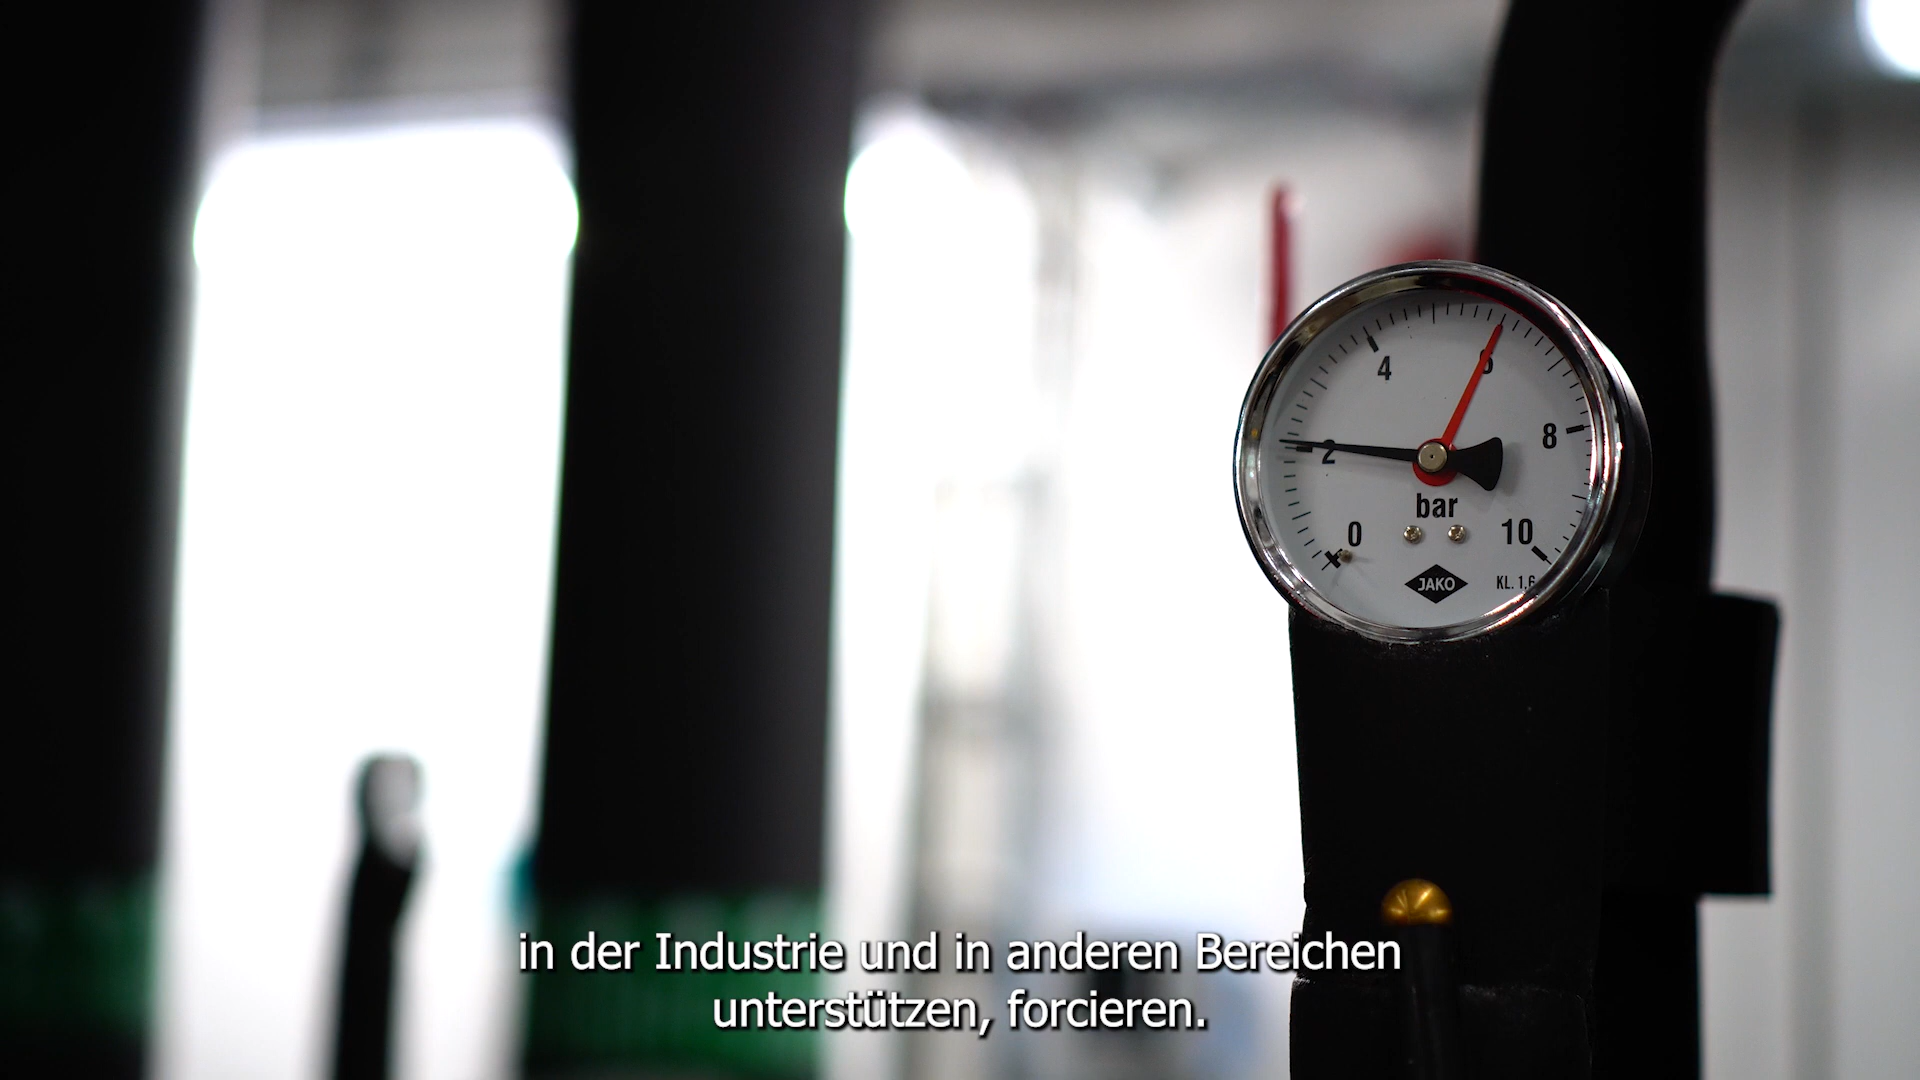 4
6
8
2
bar
0
10
JAKO
KL. 1,6
in der Industrie und in anderen Bereichen
unterstützen, forcieren.